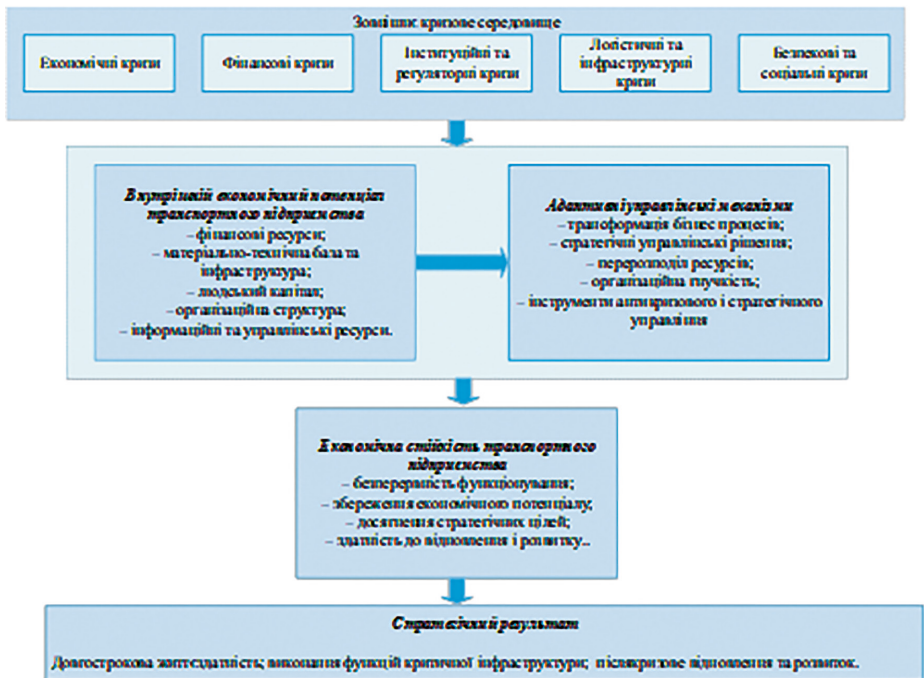 Зовнішнє кризове середовище
Економічні кризи
Фінансові кризи
Інституційні та
регуляторні кризи
Логістичні та
інфраструктурні
кризи
Безпекові та
соціальні кризи
Внутрішній економічний потенціал
транспортного підприємства
– фінансові ресурси;
– матеріально-технічна база та
інфраструктура;
– людський капітал;
– організаційна структура;
– інформаційні та управлінські ресурси.
Адаптивні управлінські механізми
– трансформація бізнес процесів;
– стратегічні управлінські рішення;
– перерозподіл ресурсів;
– організаційна гнучкість;
– інструменти антикризового і стратегічного
управління
Економічна стійкість транспортного
підприємства
– безперервність функціонування;
– збереження економічного потенціалу;
– досягнення стратегічних цілей;
– здатність до відновлення і розвитку..
Стратегічний результат
Довгострокова життєздатність; виконання функцій критичної інфраструктури; післякризове відновлення та розвиток.